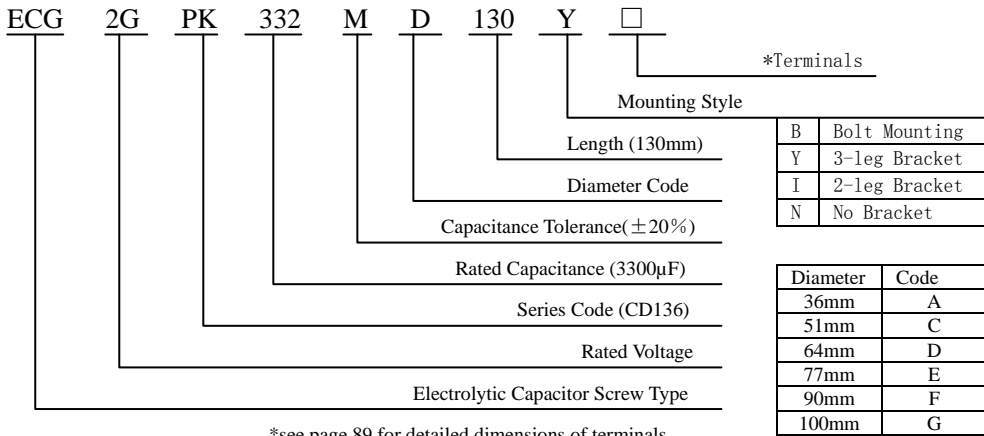 ECG 2G PK 332 M D 130 Y □
*Terminals
Mounting Style
Length (130mm)
Diameter Code
Capacitance Tolerance(±20%)
Rated Capacitance (3300µF)
Series Code (CD136)
Rated Voltage
Electrolytic Capacitor Screw Type
*see page 89 for detailed dimensions of terminals
B Bolt Mounting
Y 3-leg Bracket
I 2-leg Bracket
N No Bracket
Diameter Code
36mm A
51mm C
64mm D
77mm E
90mm F
100mm G